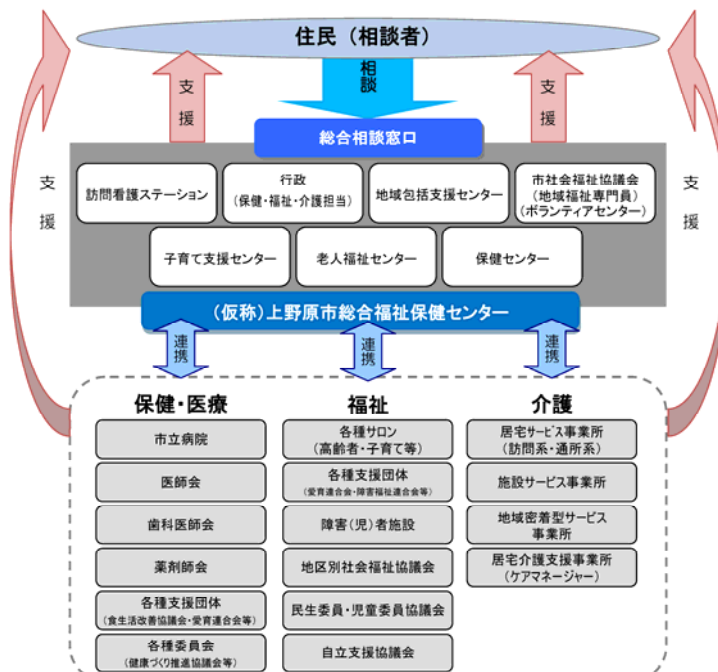 住民（相談者）
相談
支援
支援
支援
支援
総合相談窓口
訪問看護ステーション
行政
（保健・福祉・介護担当）
地域包括支援センター
市社会福祉協議会
（地域福祉専門員）
（ボランティアセンター）
子育て支援センター
老人福祉センター
保健センター
（仮称）上野原市総合福祉保健センター
連携
連携
連携
保健・医療
市立病院
医師会
歯科医師会
薬剤師会
各種支援団体
（食生活改善協議会・愛育連合会等）
各種委員会
（健康づくり推進協議会等）
福祉
各種サロン
（高齢者・子育て等）
各種支援団体
（愛育連合会・障害福祉連合会等）
障害（児）者施設
地区別社会福祉協議会
民生委員・児童委員協議会
自立支援協議会
介護
居宅サービス事業所
（訪問系・通所系）
施設サービス事業所
地域密着型サービス
事業所
居宅介護支援事業所
（ケアマネージャー）